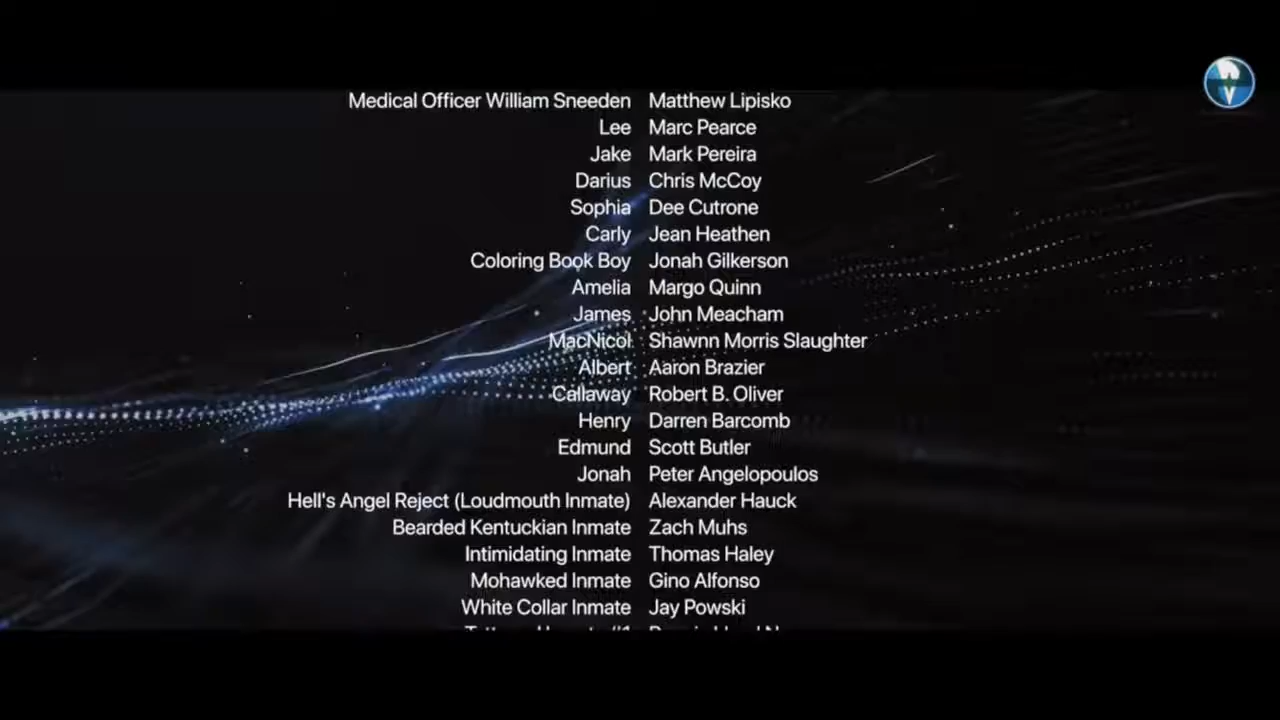 Medical Officer William Sneeden Matthew Lipisko
Lee Marc Pearce
Jake Mark Pereira
Darius Chris McCoy
Sophia Dee Cutrone
Carly Jean Heathen
Coloring Book Boy Jonah Gilkerson
Amelia Margo Quinn
James John Meacham
MacNicol Shawnn Morris Slaughter
Albert Aaron Brazier
Callaway Robert B. Oliver
Henry Darren Barcomb
Edmund Scott Butler
Jonah Peter Angelopoulos
Hell's Angel Reject (Loudmouth Inmate) Alexander Hauck
Bearded Kentuckian Inmate Zach Muhs
Intimidating Inmate Thomas Haley
Mohawked Inmate Gino Alfonso
White Collar Inmate Jay Powski